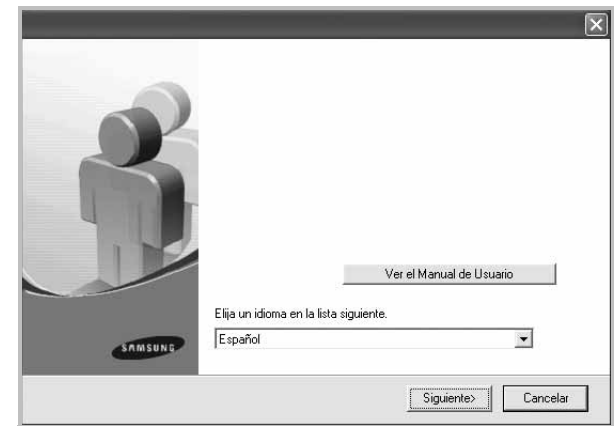 Ver el Manual de Usuario
Elija un idioma en la lista siguiente.
Español
SAMSUNG
Siguiente>
Cancelar